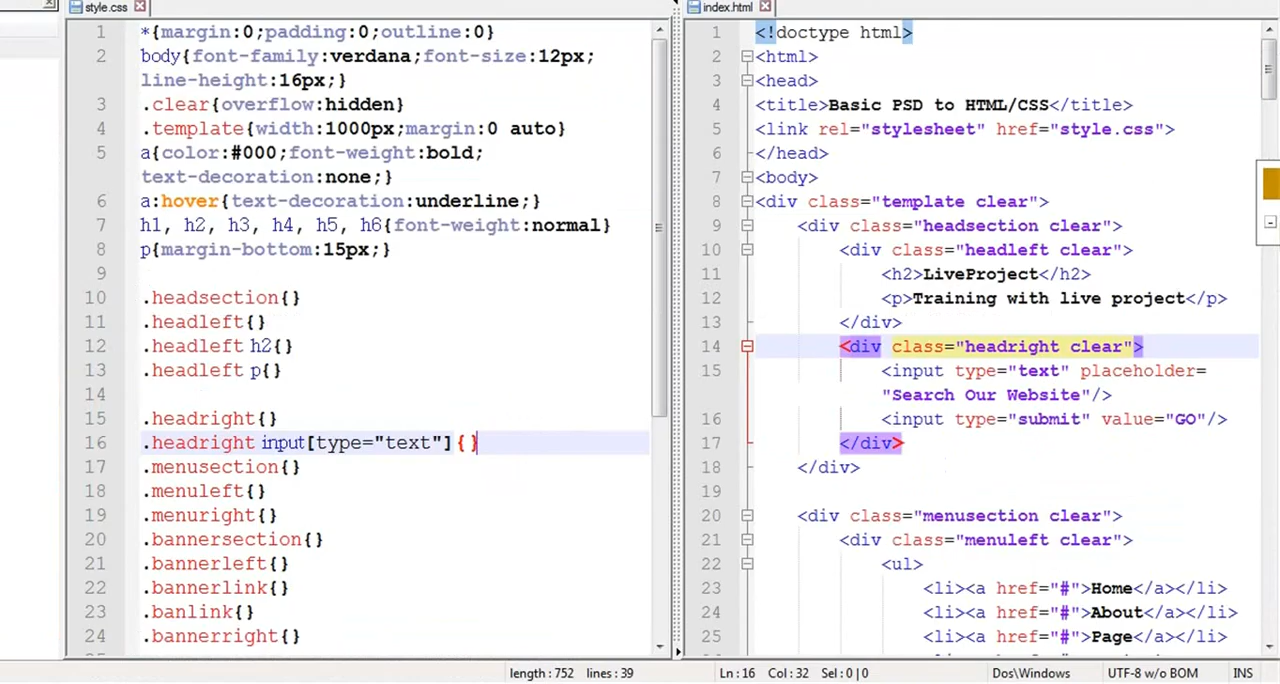 style.css
1 *{margin:0;padding:0;outline:0}
2 body{font-family:verdana;font-size:12px;
line-height:16px;}
3 .clear{overflow:hidden}
4 .template{width:1000px;margin:0 auto}
5 a{color:#000;font-weight:bold;
text-decoration:none;}
6 a:hover{text-decoration:underline;}
7 h1, h2, h3, h4, h5, h6{font-weight:normal}
8 p{margin-bottom:15px;}
9
10 .headsection{}
11 .headleft{}
12 .headleft h2{}
13 .headleft p{}
14
15 .headright{}
16 .headright input[type="text"]{}
17 .menusection{}
18 .menuleft{}
19 .menuright{}
20 .bannersection{}
21 .bannerleft{}
22 .bannerlink{}
23 .banlink{}
24 .bannerright{}
index.html
1 <!doctype html>
2 <html>
3 <head>
4 <title>Basic PSD to HTML/CSS</title>
5 <link rel="stylesheet" href="style.css">
6 </head>
7 <body>
8 <div class="template clear">
9 <div class="headsection clear">
10 <div class="headleft clear">
11 <h2>LiveProject</h2>
12 <p>Training with live project</p>
13 </div>
14 <div class="headright clear">
15 <input type="text" placeholder=
"Search Our Website"/>
16 <input type="submit" value="GO"/>
17 </div>
18 </div>
19
20 <div class="menusection clear">
21 <div class="menuleft clear">
22 <ul>
23 <li><a href="#">Home</a></li>
24 <li><a href="#">About</a></li>
25 <li><a href="#">Page</a></li>
length : 752 lines : 39
Ln : 16 Col : 32 Sel : 0 | 0
Dos\Windows
UTF-8 w/o BOM
INS